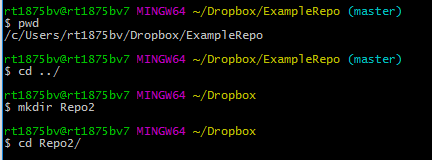 rt1875bv@rt1875bv7 MINGW64 ~/Dropbox/ExampleRepo (master)
$ pwd
/c/Users/rt1875bv/Dropbox/ExampleRepo
rt1875bv@rt1875bv7 MINGW64 ~/Dropbox/ExampleRepo (master)
$ cd ../
rt1875bv@rt1875bv7 MINGW64 ~/Dropbox
$ mkdir Repo2
rt1875bv@rt1875bv7 MINGW64 ~/Dropbox
$ cd Repo2/